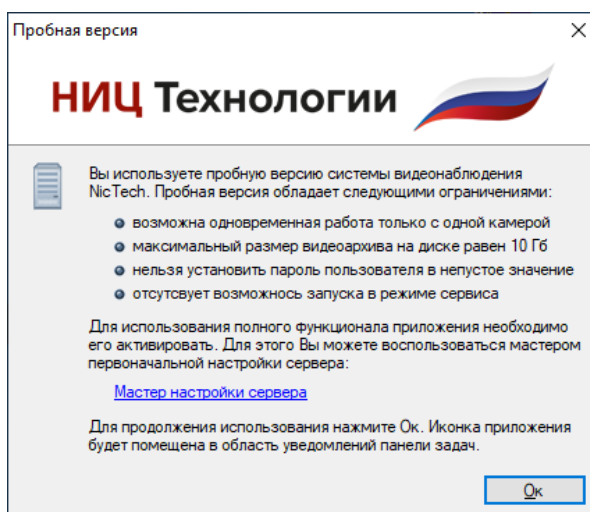 Пробная версия
НИЦ Технологии
Вы используете пробную версию системы видеонаблюдения
NicTech. Пробная версия обладает следующими ограничениями:
возможна одновременная работа только с одной камерой
максимальный размер видеоархива на диске равен 10 Гб
нельзя установить пароль пользователя в непустое значение
отсутсвует возможнось запуска в режиме сервиса
Для использования полного функционала приложения необходимо
его активировать. Для этого Вы можете воспользоваться мастером
первоначальной настройки сервера:
Мастер настройки сервера
Для продолжения использования нажмите Ок. Иконка приложения
будет помещена в область уведомлений панели задач.
Ок